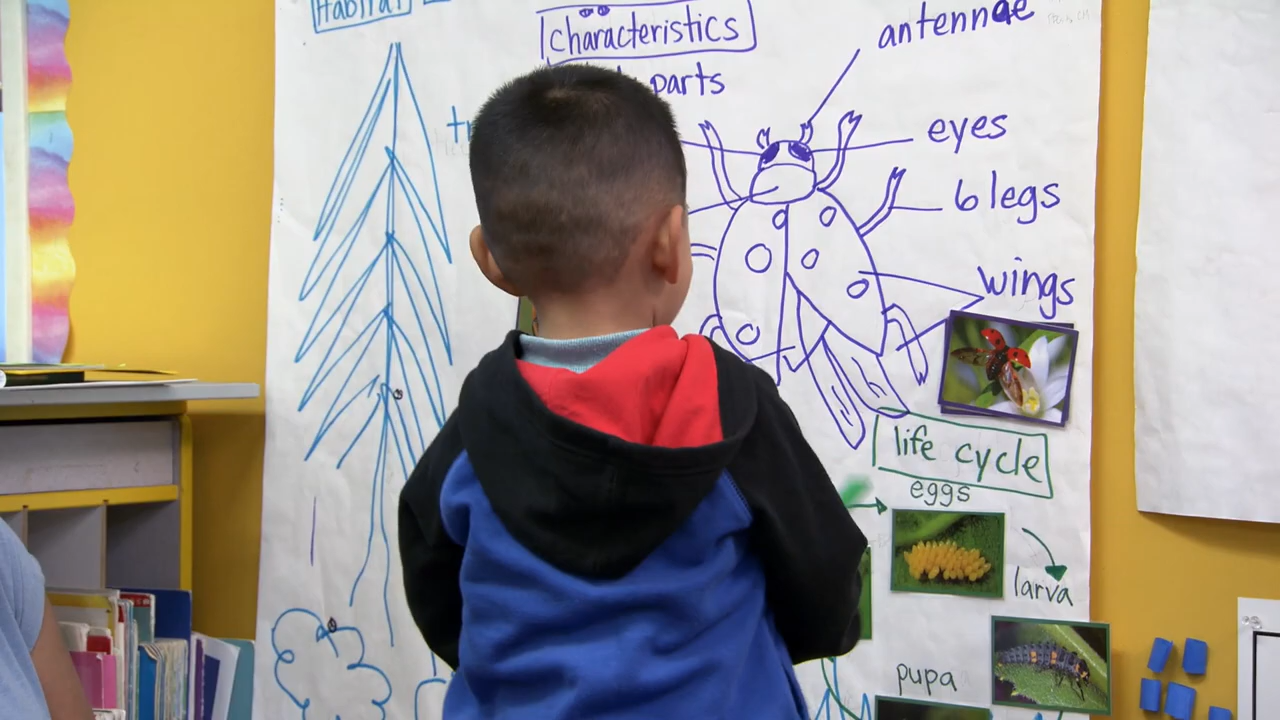 Habitat
characteristics
parts
antennae
eyes
6 legs
wings
life cycle
eggs
larva
pupa